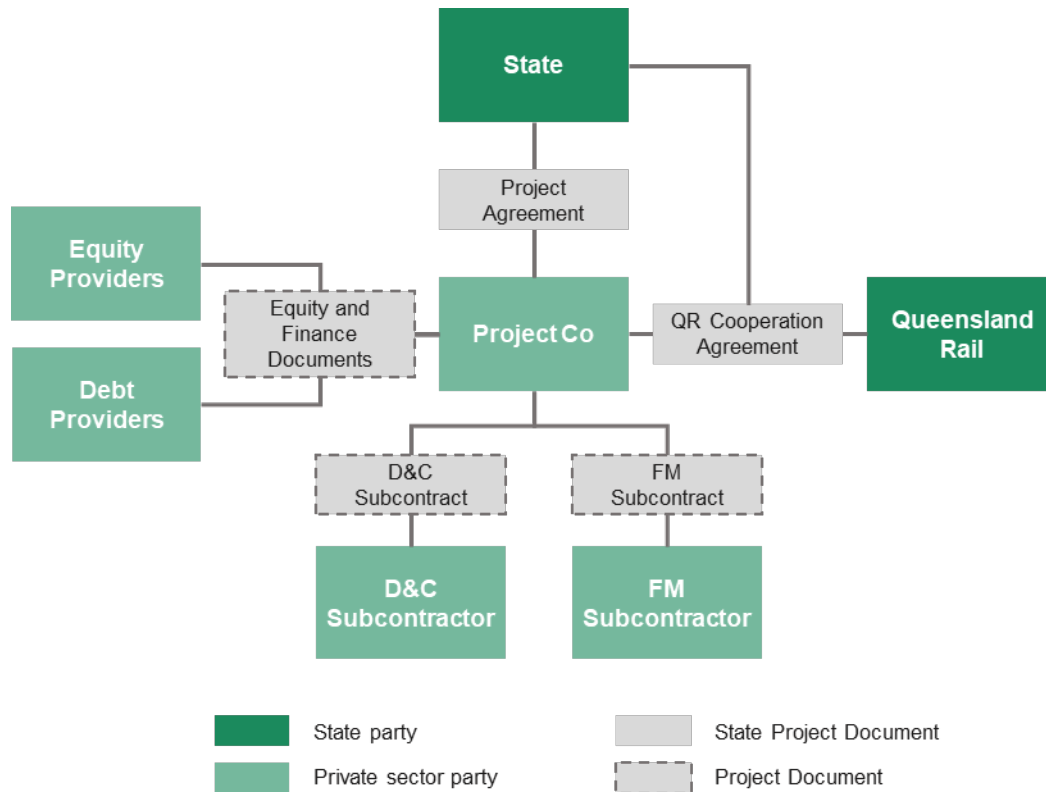 State
Project
Agreement
Equity
Providers
Equity and
Finance
Documents
Project Co
QR Cooperation
Agreement
Queensland
Rail
Debt
Providers
D&C
Subcontract
FM
Subcontract
D&C
Subcontractor
FM
Subcontractor
State party
State Project Document
Private sector party
Project Document